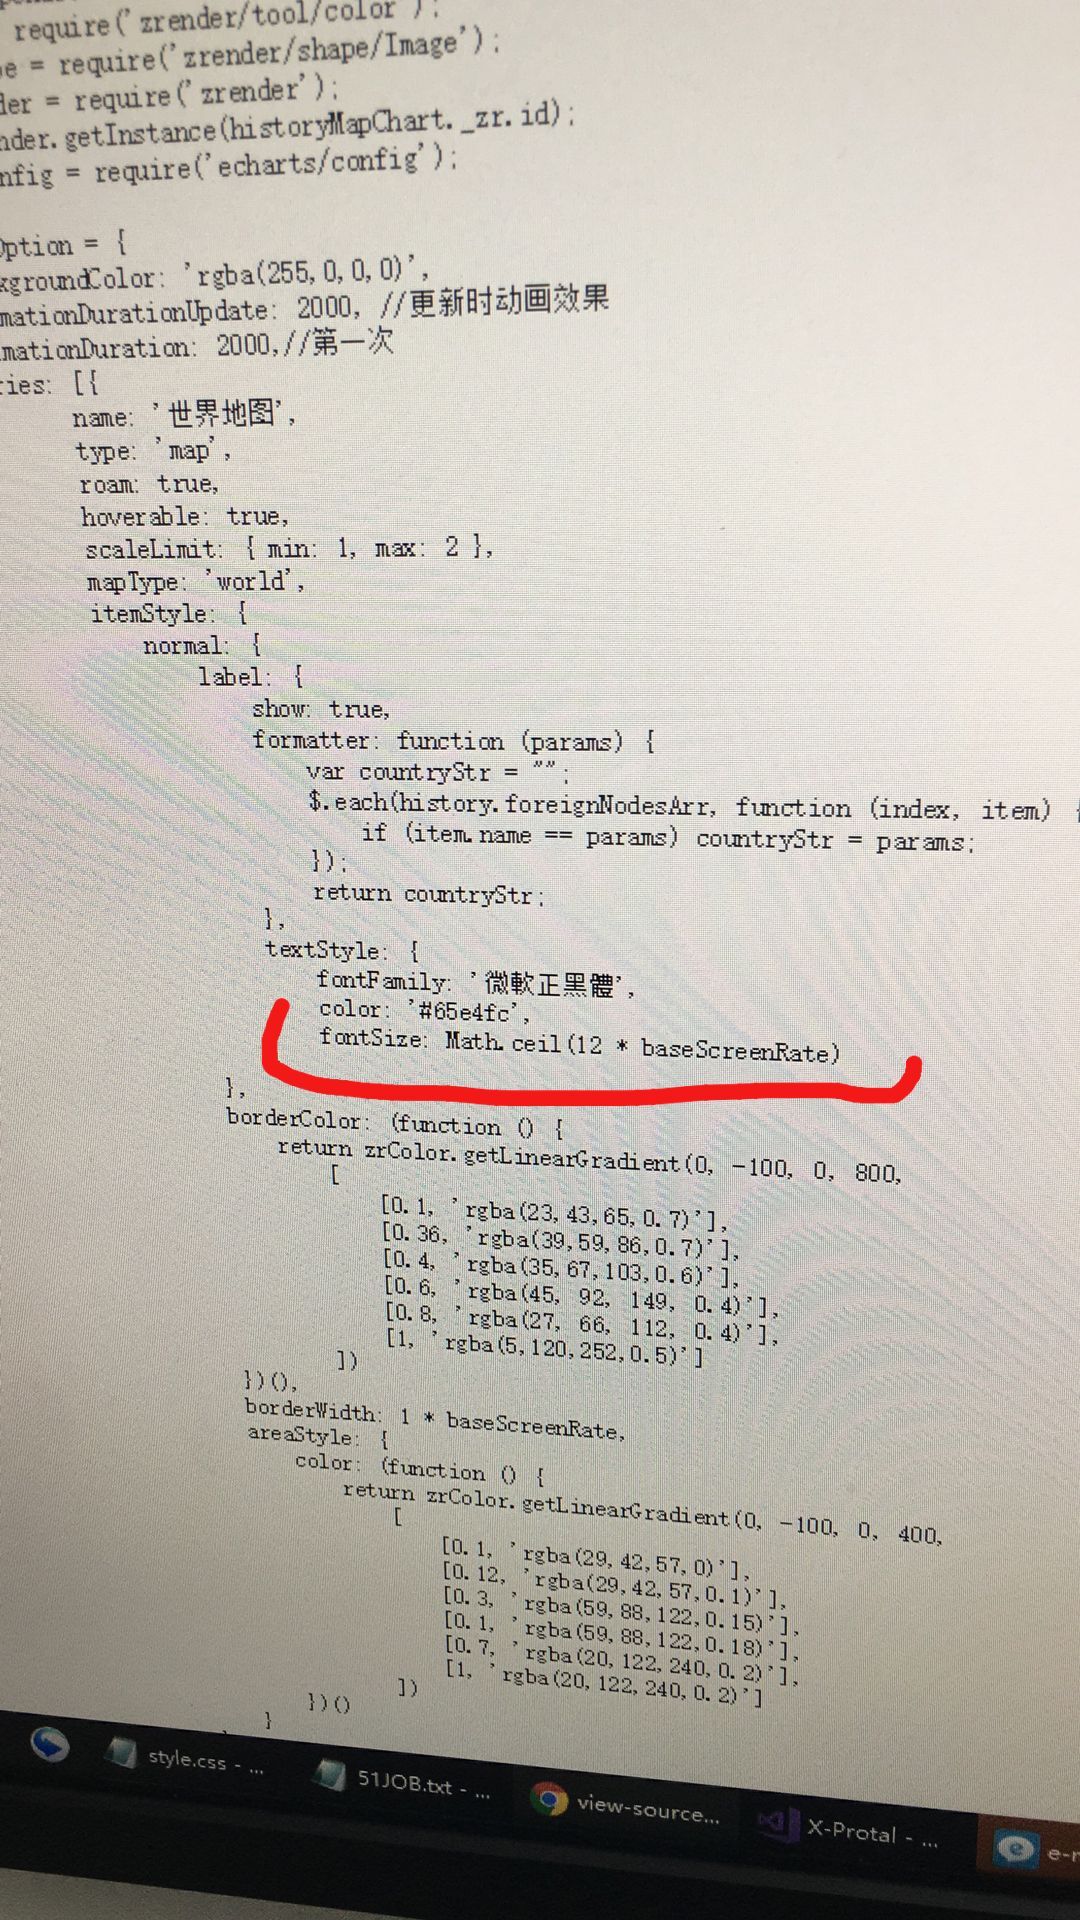 require('zrender/tool/color');
e = require('zrender/shape/Image');
der = require('zrender');
nder.getInstance(historyMapChart._zr.id);
nfig = require('echarts/config');
Option = {
kgroundColor: 'rgba(255,0,0,0)',
mationDurationUpdate: 2000, //更新时动画效果
mationDuration: 2000,//第一次
ries: [{
name: '世界地图',
type: 'map',
roam: true,
hoverable: true,
scaleLimit: { min: 1, max: 2 },
mapType: 'world',
itemStyle: {
normal: {
label: {
show: true,
formatter: function (params) {
var countryStr = "";
$.each(history.foreignNodesArr, function (index, item) {
if (item.name == params) countryStr = params;
});
return countryStr;
},
textStyle: {
fontFamily: '微軟正黑體',
color: '#65e4fc',
fontSize: Math.ceil(12 * baseScreenRate)
},
borderColor: (function () {
return zrColor.getLinearGradient(0, -100, 0, 800,
[
[0.1, 'rgba(23,43,65,0.7)'],
[0.36, 'rgba(39,59,86,0.7)'],
[0.4, 'rgba(35,67,103,0.6)'],
[0.6, 'rgba(45, 92, 149, 0.4)'],
[0.8, 'rgba(27, 66, 112, 0.4)'],
[1, 'rgba(5,120,252,0.5)']
])
})(),
borderWidth: 1 * baseScreenRate,
areaStyle: {
color: (function () {
return zrColor.getLinearGradient(0, -100, 0, 400,
[
[0.1, 'rgba(29,42,57,0)'],
[0.12, 'rgba(29,42,57,0.1)'],
[0.3, 'rgba(59,88,122,0.15)'],
[0.1, 'rgba(59,88,122,0.18)'],
[0.7, 'rgba(20,122,240,0.2)'],
[1, 'rgba(20,122,240,0.2)']
])
})()
}
style.css - ...
51JOB.txt - ...
view-source...
X-Protal - ...
e-